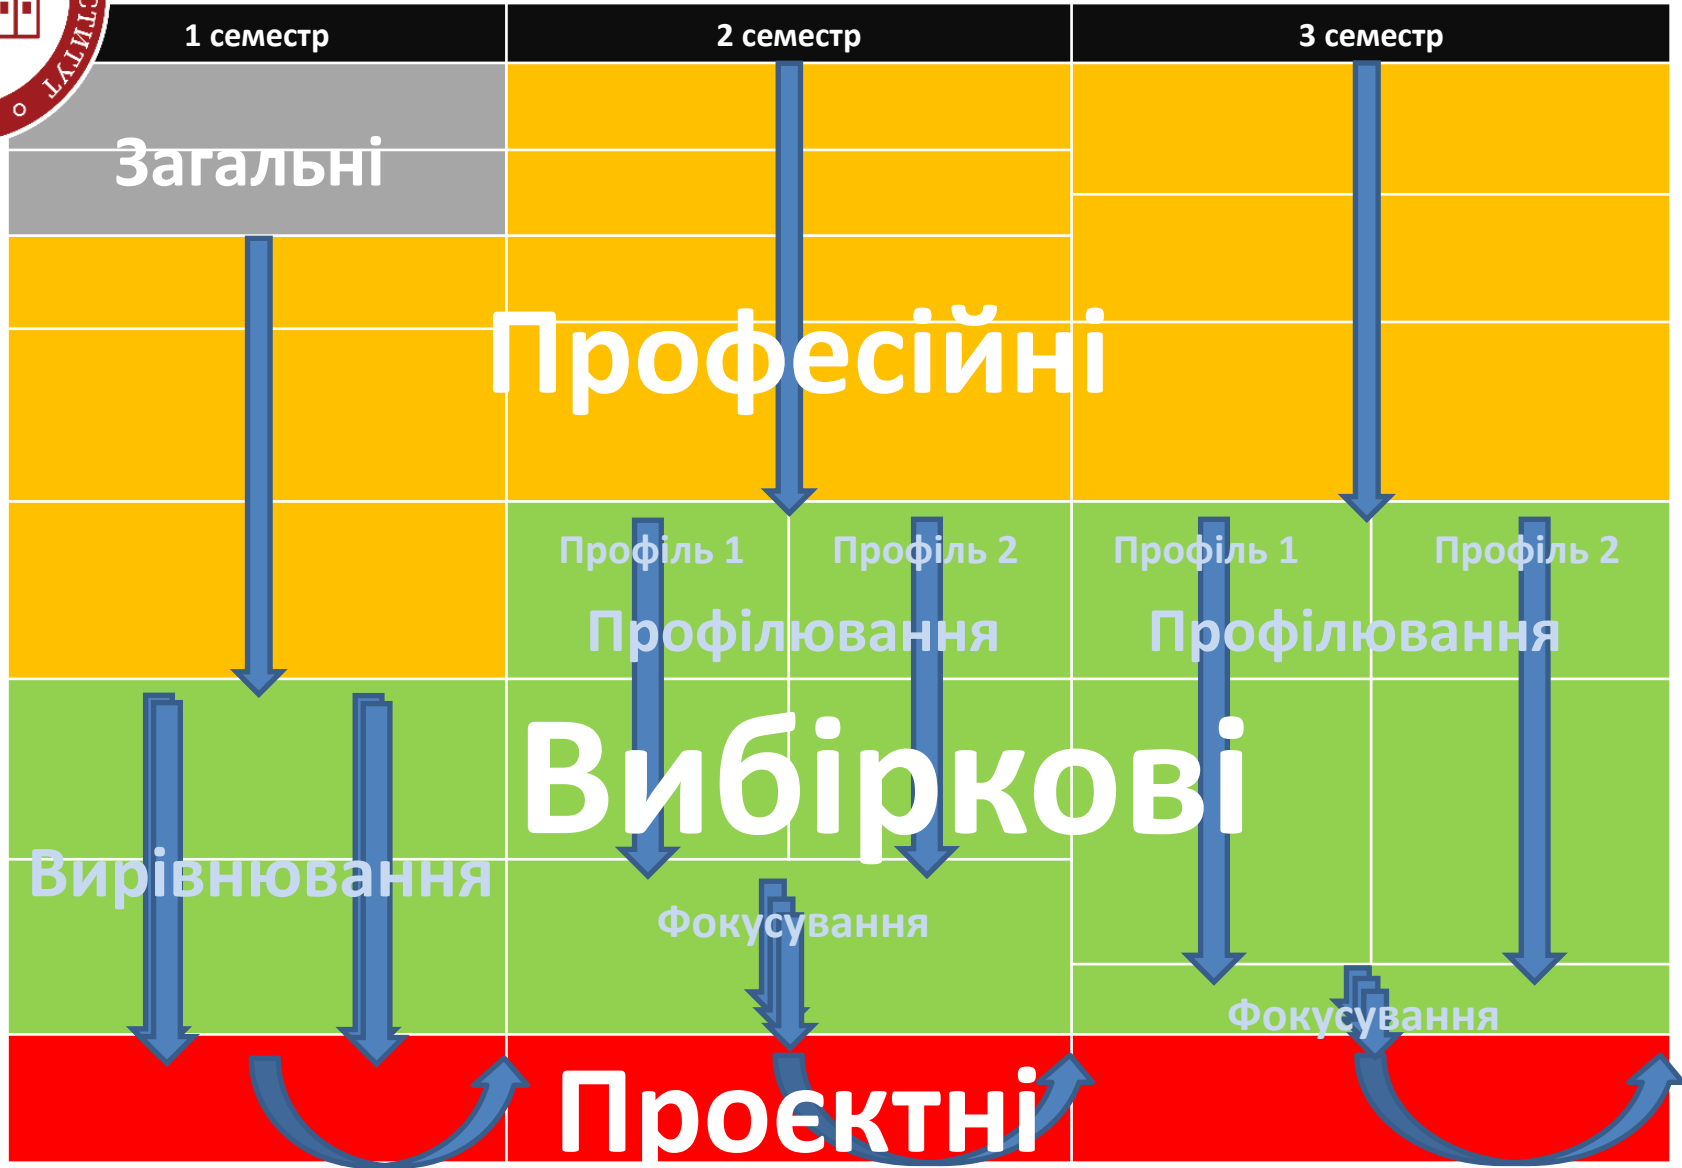 1 семестр
2 семестр
3 семестр
Загальні
Професійні
Профіль 1
Профіль 2
Профіль 1
Профіль 2
Профілювання
Профілювання
Вибіркові
Вирівнювання
Фокусування
Фокусування
Проєктні